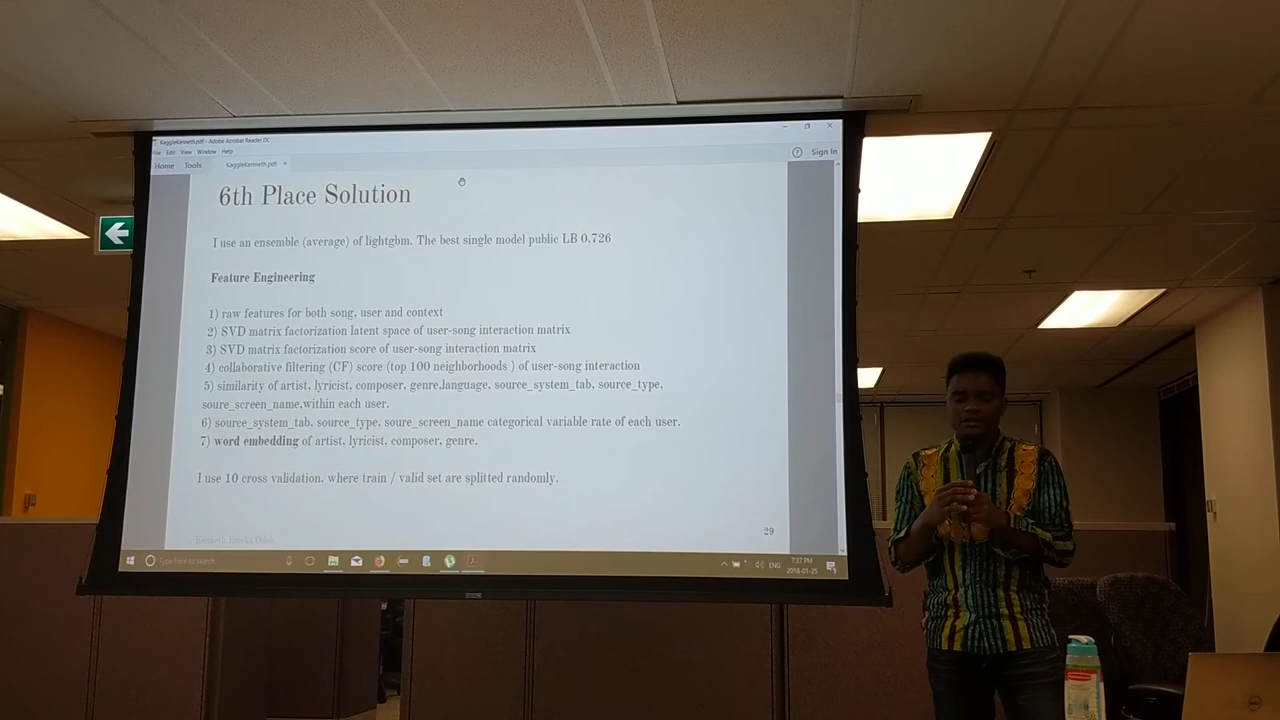 KaggleKenneth.pdf - Adobe Acrobat Reader DC
File Edit View Window Help
Home Tools KaggleKenneth.pdf × Sign In
6th Place Solution
I use an ensemble (average) of lightgbm. The best single model public LB 0.726
Feature Engineering
1) raw features for both song, user and context
2) SVD matrix factorization latent space of user-song interaction matrix
3) SVD matrix factorization score of user-song interaction matrix
4) collaborative filtering (CF) score (top 100 neighborhoods ) of user-song interaction
5) similarity of artist, lyricist, composer, genre,language, source_system_tab, source_type,
soure_screen_name,within each user.
6) source_system_tab, source_type, soure_screen_name categorical variable rate of each user.
7) word embedding of artist, lyricist, composer, genre.
I use 10 cross validation, where train / valid set are splitted randomly.
29
Kenneth Emeka Odoh
Type here to search
ENG
7:37 PM
2018-01-25